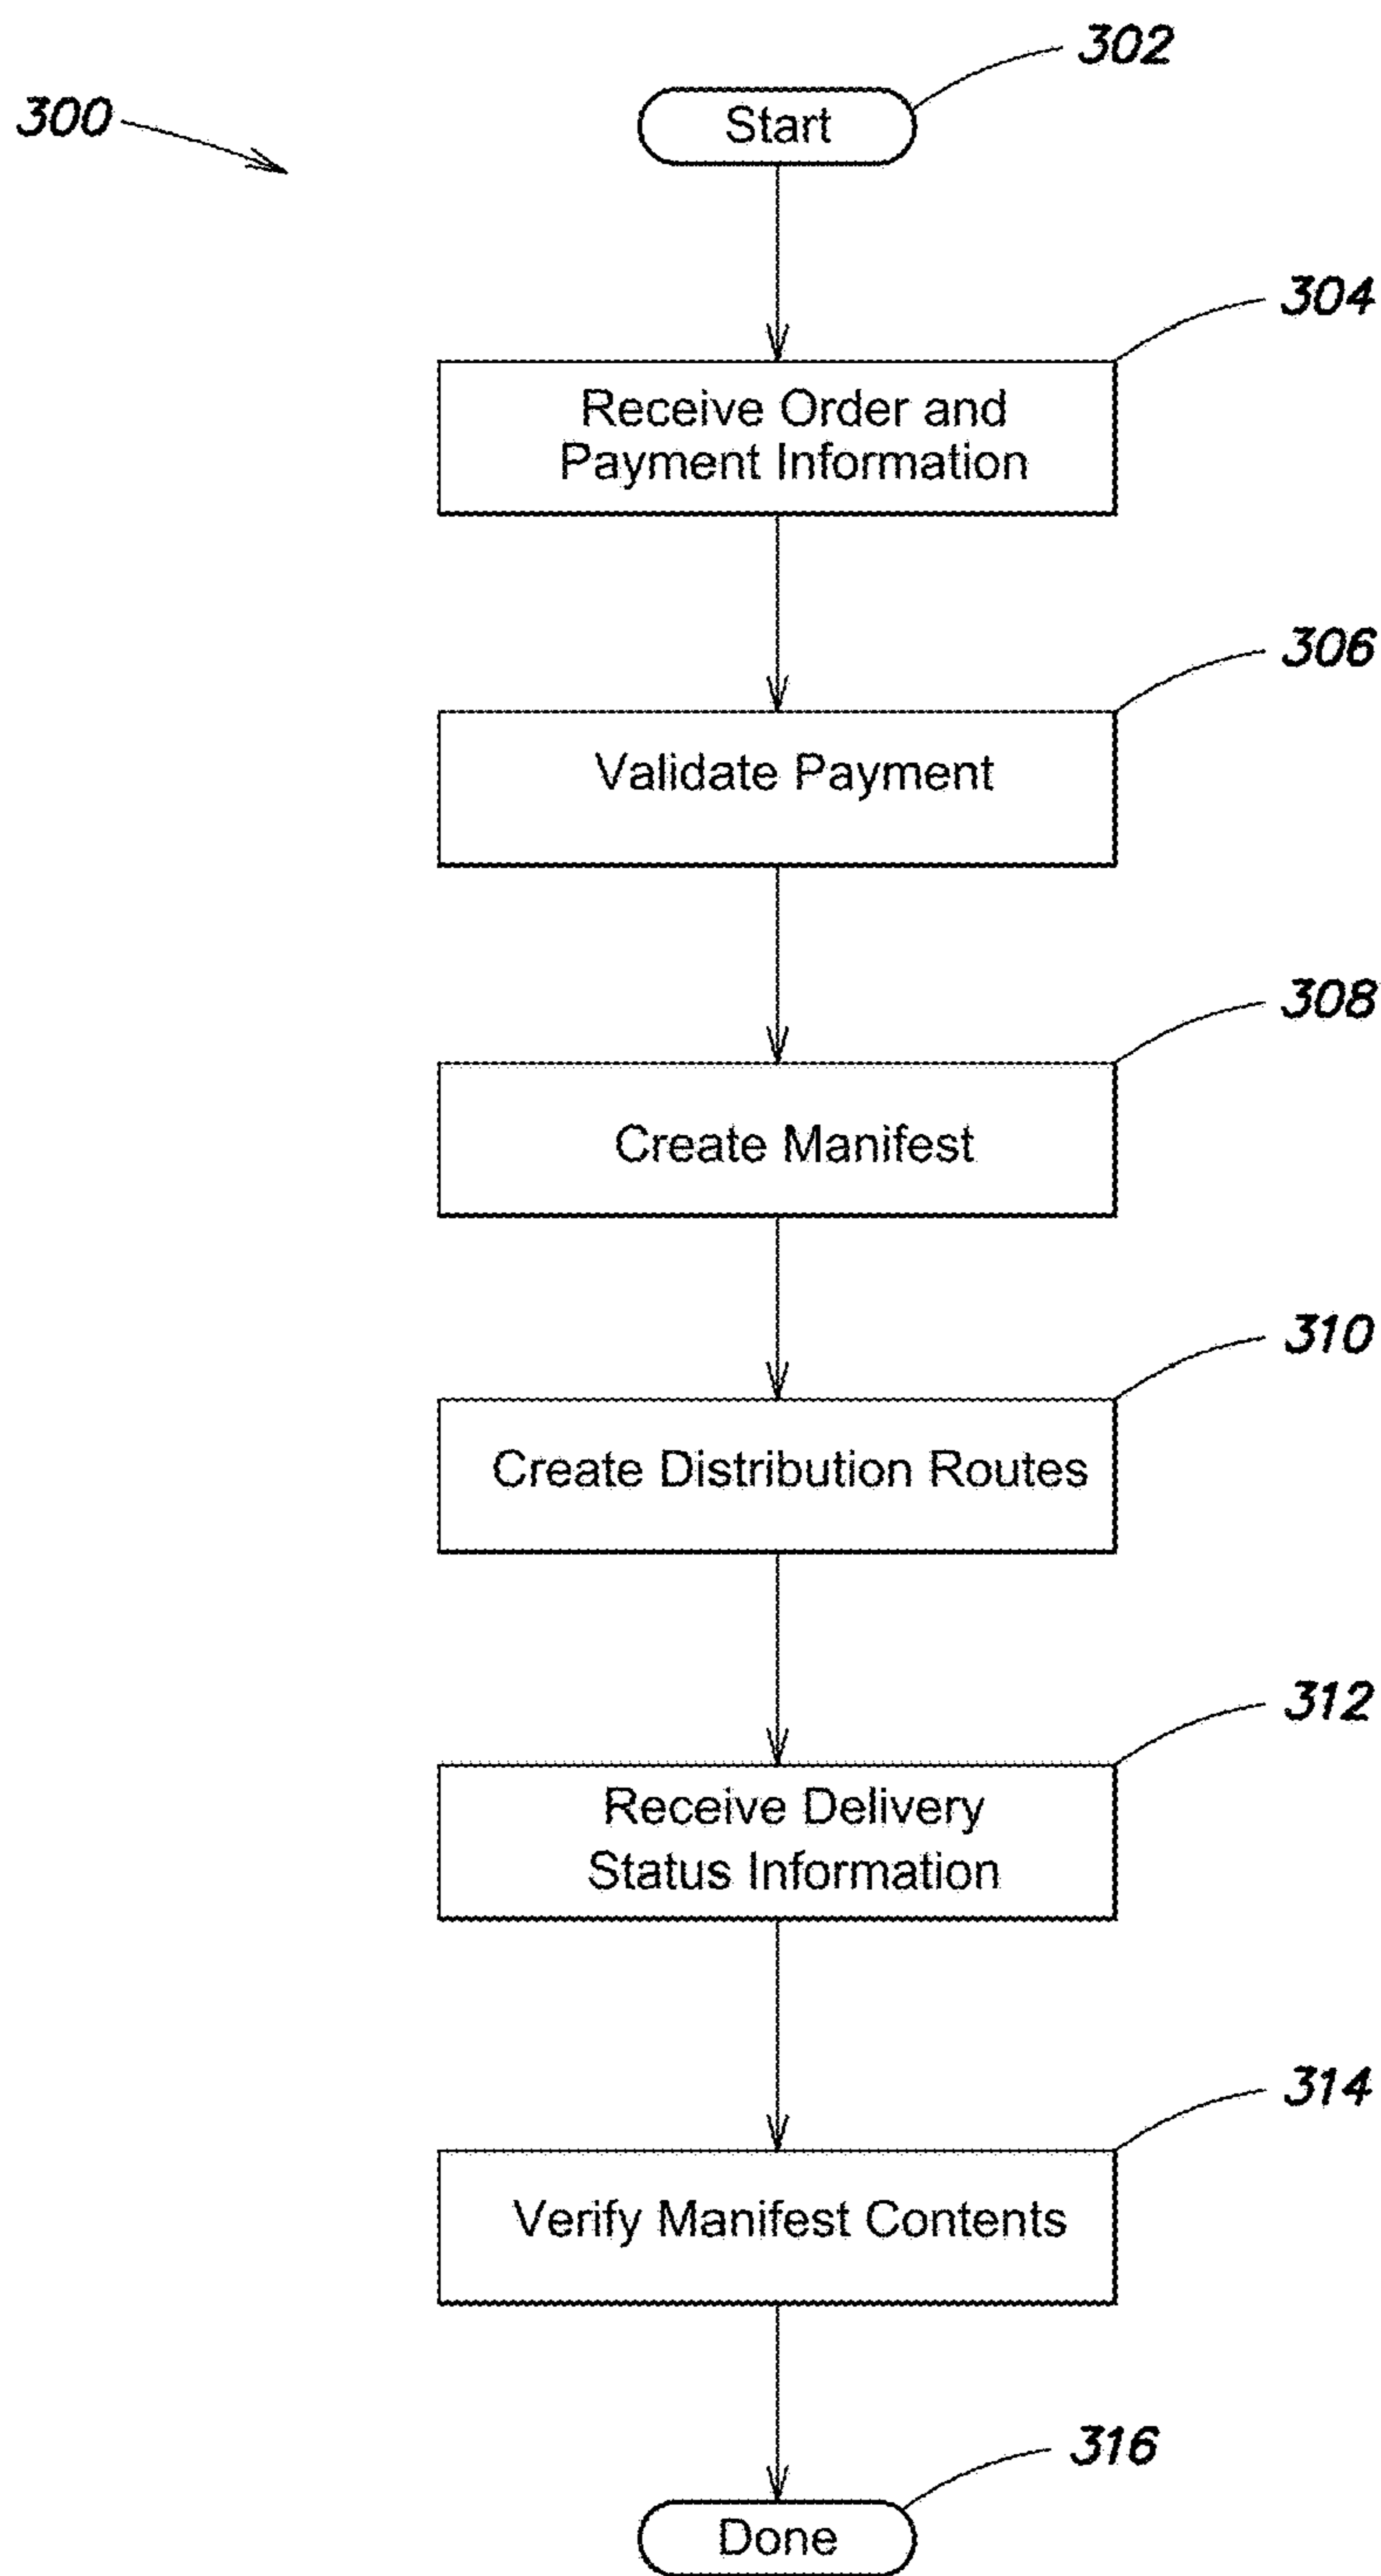 302
300
Start
304
Receive Order and
Payment Information
306
Validate Payment
308
Create Manifest
310
Create Distribution Routes
312
Receive Delivery
Status Information
314
Verify Manifest Contents
316
Done